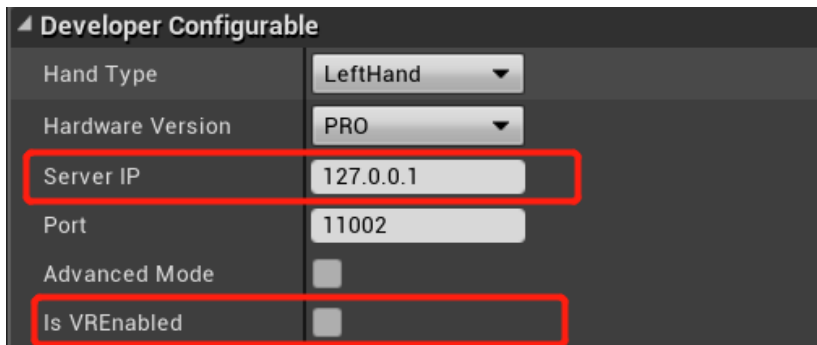 Developer Configurable
Hand Type LeftHand
Hardware Version PRO
Server IP 127.0.0.1
Port 11002
Advanced Mode
Is VREnabled